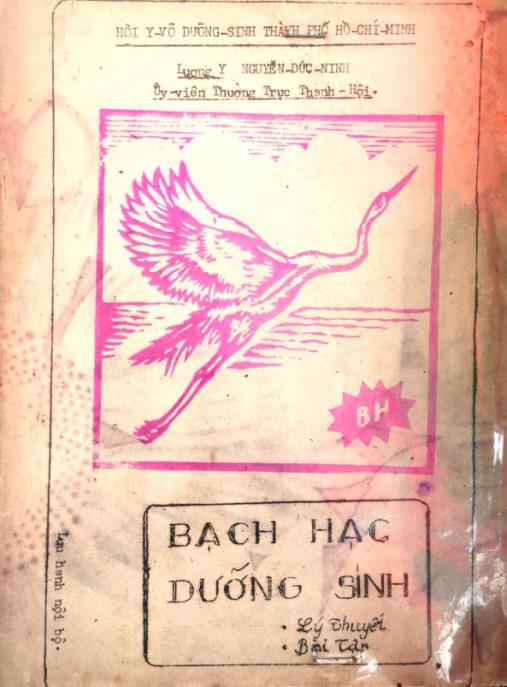 HỘI Y-VÕ DƯỠNG-SINH THÀNH PHỐ HỒ-CHÍ-MINH
Lương Y NGUYỄN-ĐỨC-NINH
Ủy-viên Thường Trực Thành-Hội.
BH
BẠCH HẠC
DƯỠNG SINH
• Lý Thuyết
• Bài Tập
Lưu hành nội bộ.